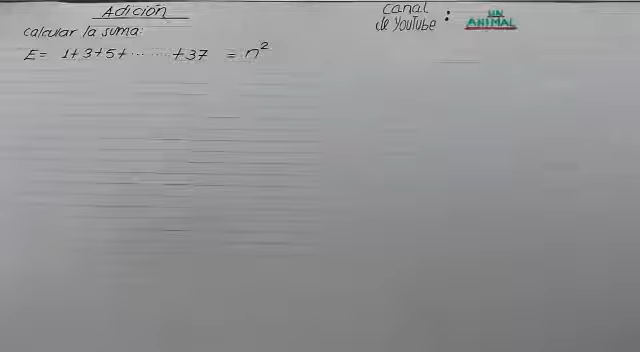 Adición
calcular la suma:
E= 1+3+5+........+37 = n²
canal
de YouTube :
UN
ANIMAL